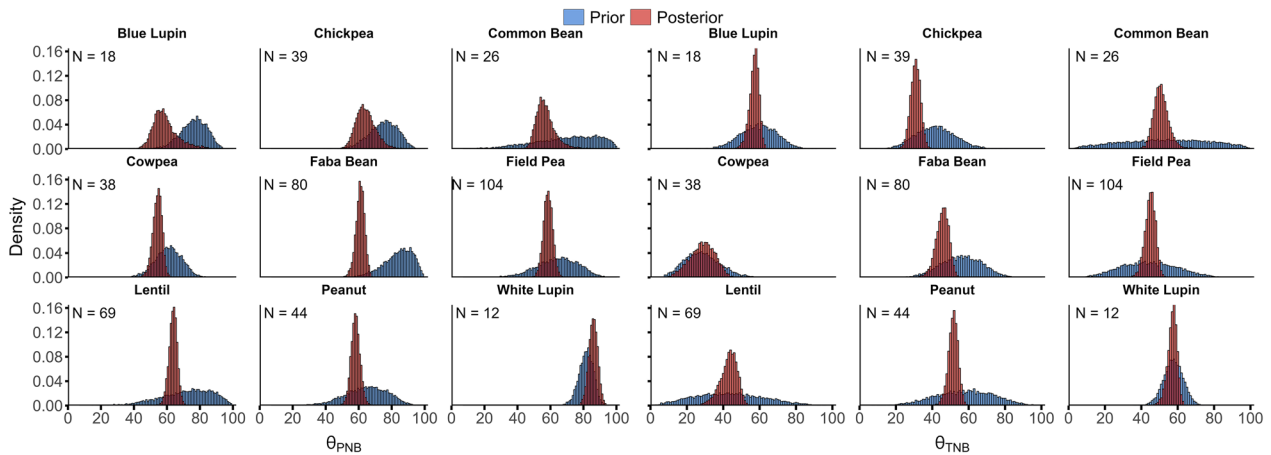 Prior Posterior
Blue Lupin Chickpea Common Bean Blue Lupin Chickpea Common Bean
0.16 N = 18 N = 39 N = 26 N = 18 N = 39 N = 26
0.12
0.08
0.04
0.00
Cowpea Faba Bean Field Pea Cowpea Faba Bean Field Pea
0.16 N = 38 N = 80 N = 104 N = 38 N = 80 N = 104
0.12
0.08
0.04
0.00
Density
Lentil Peanut White Lupin Lentil Peanut White Lupin
0.16 N = 69 N = 44 N = 12 N = 69 N = 44 N = 12
0.12
0.08
0.04
0.00
0 20 40 60 80 100 0 20 40 60 80 100 0 20 40 60 80 100 0 20 40 60 80 100 0 20 40 60 80 100 0 20 40 60 80 100
θPNB θTNB